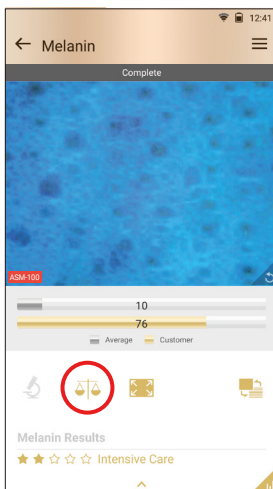 12:41
Melanin
Complete
ASM-100
10
76
Average Customer
Melanin Results
Intensive Care